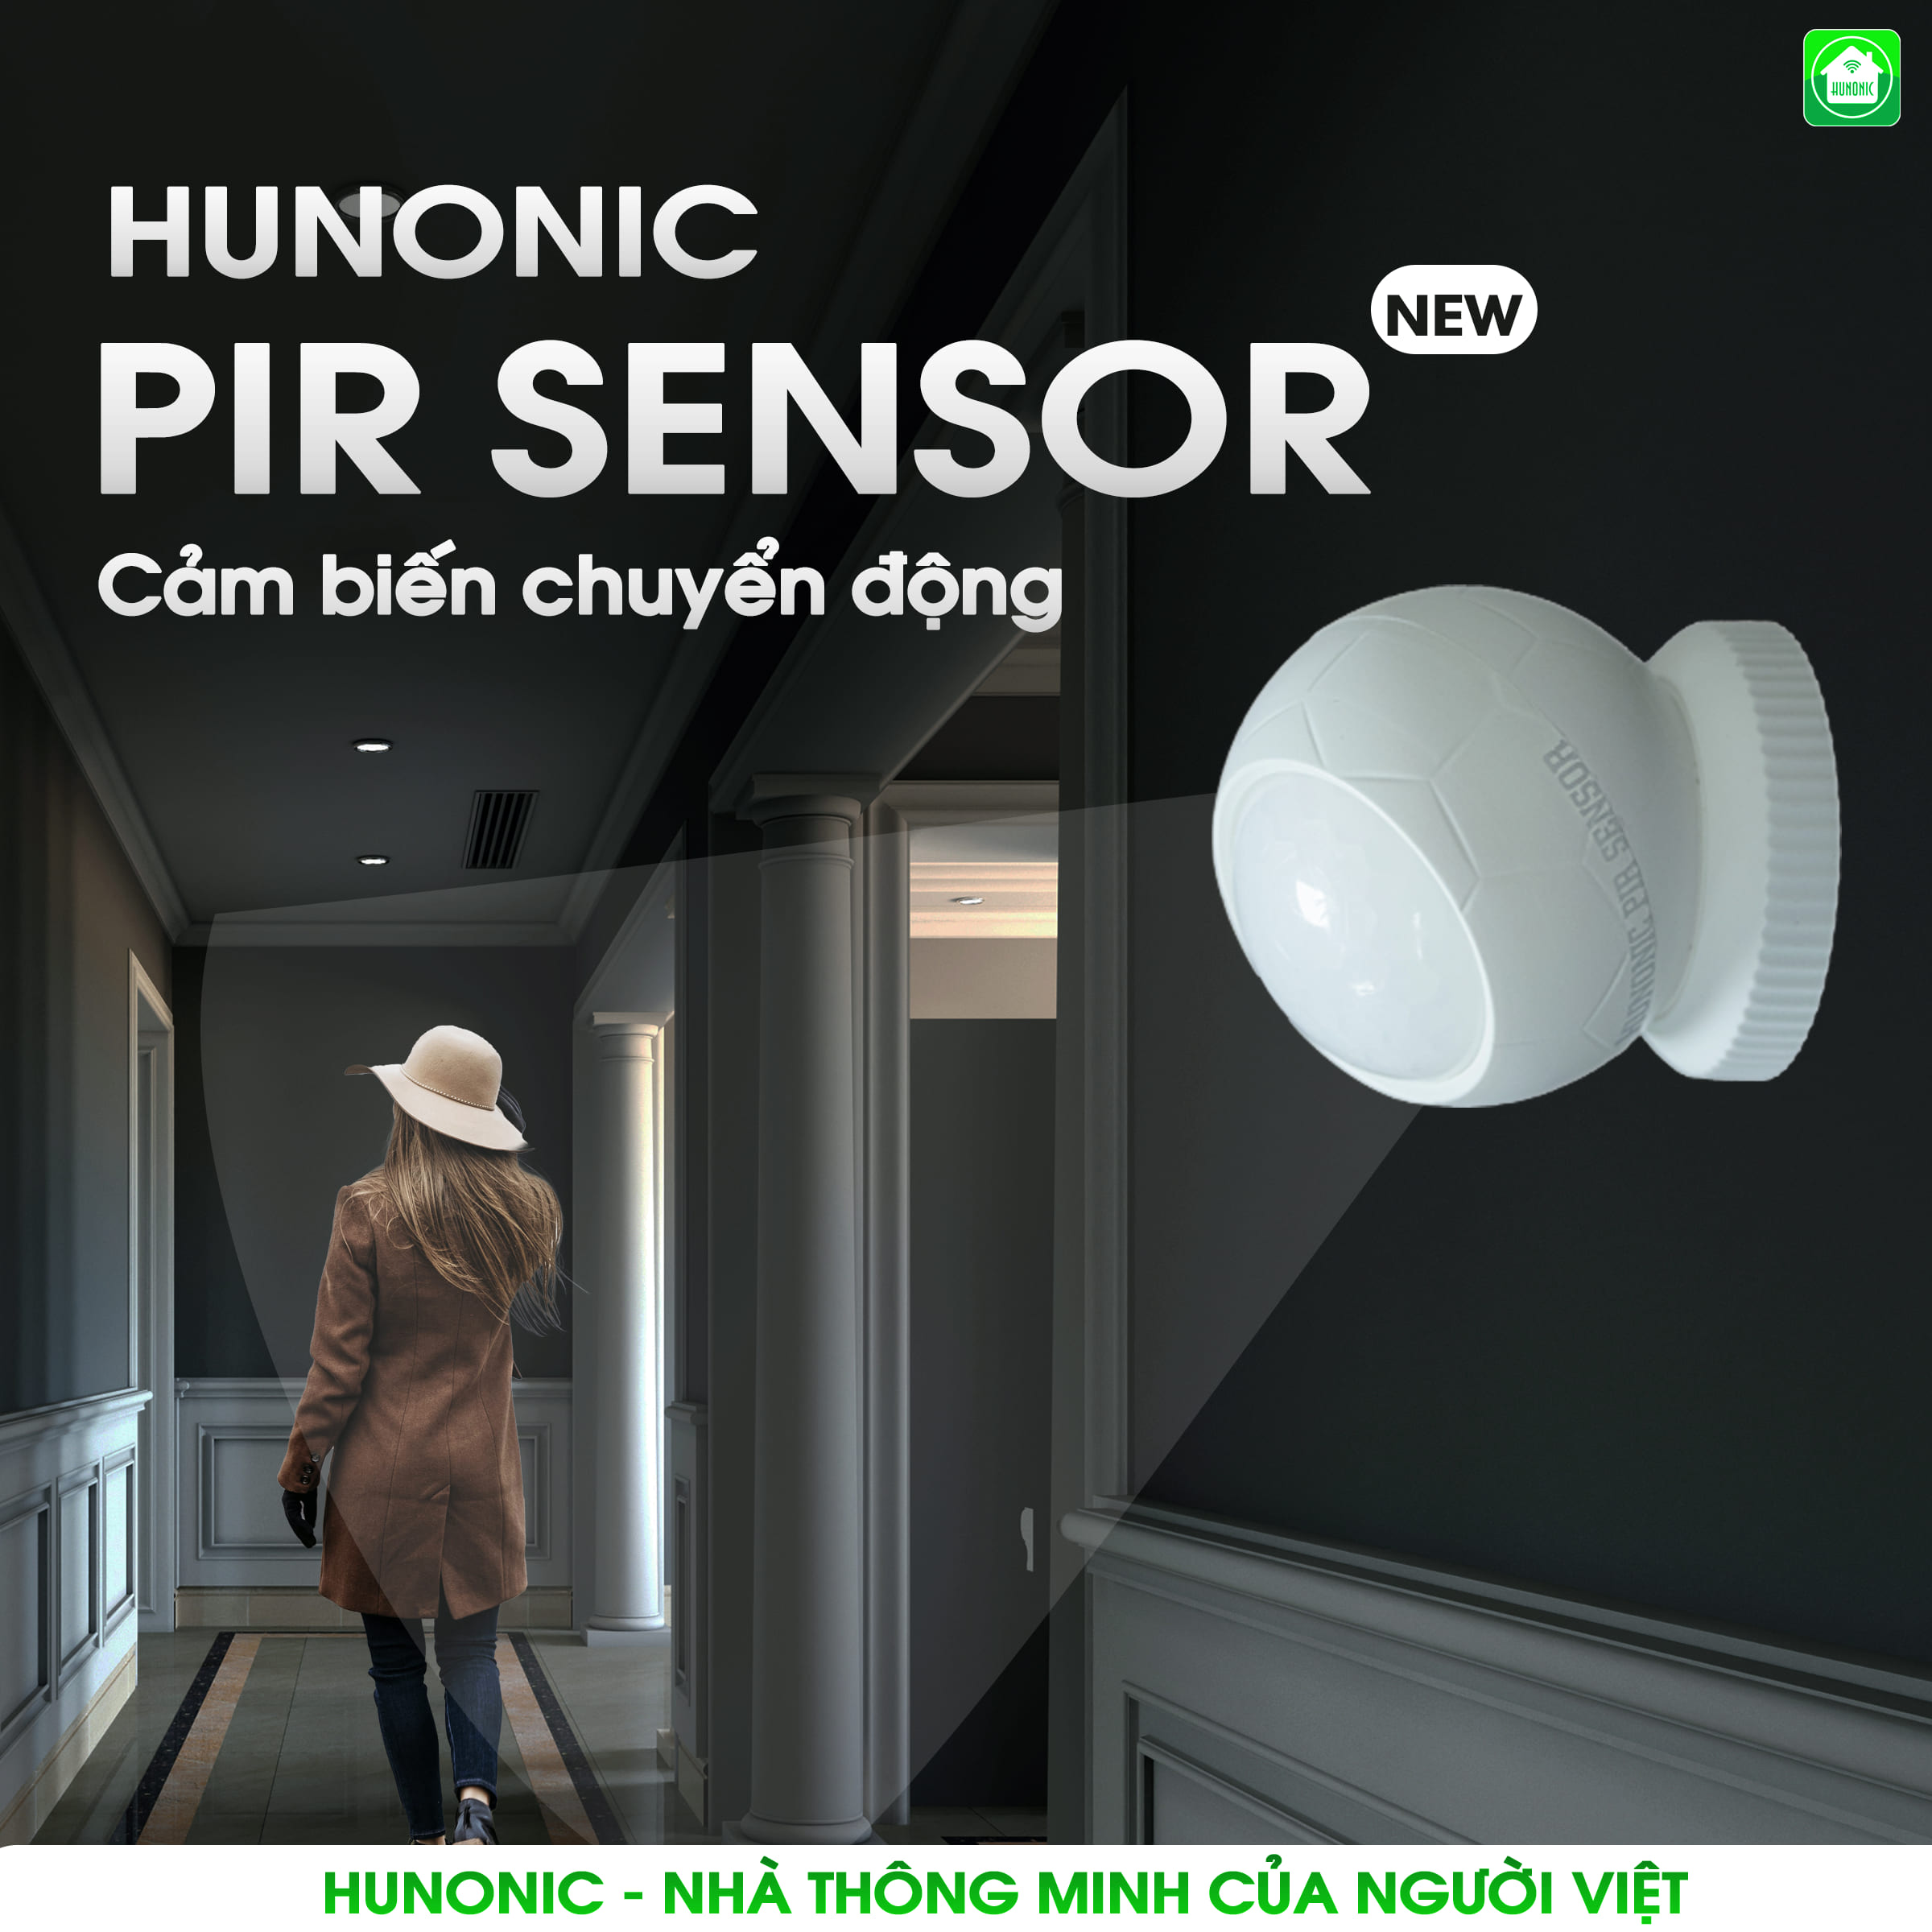 HUNONIC
HUNONIC
NEW
PIR SENSOR
Cảm biến chuyển động
HUNONIC PIR SENSOR
HUNONIC - NHÀ THÔNG MINH CỦA NGƯỜI VIỆT